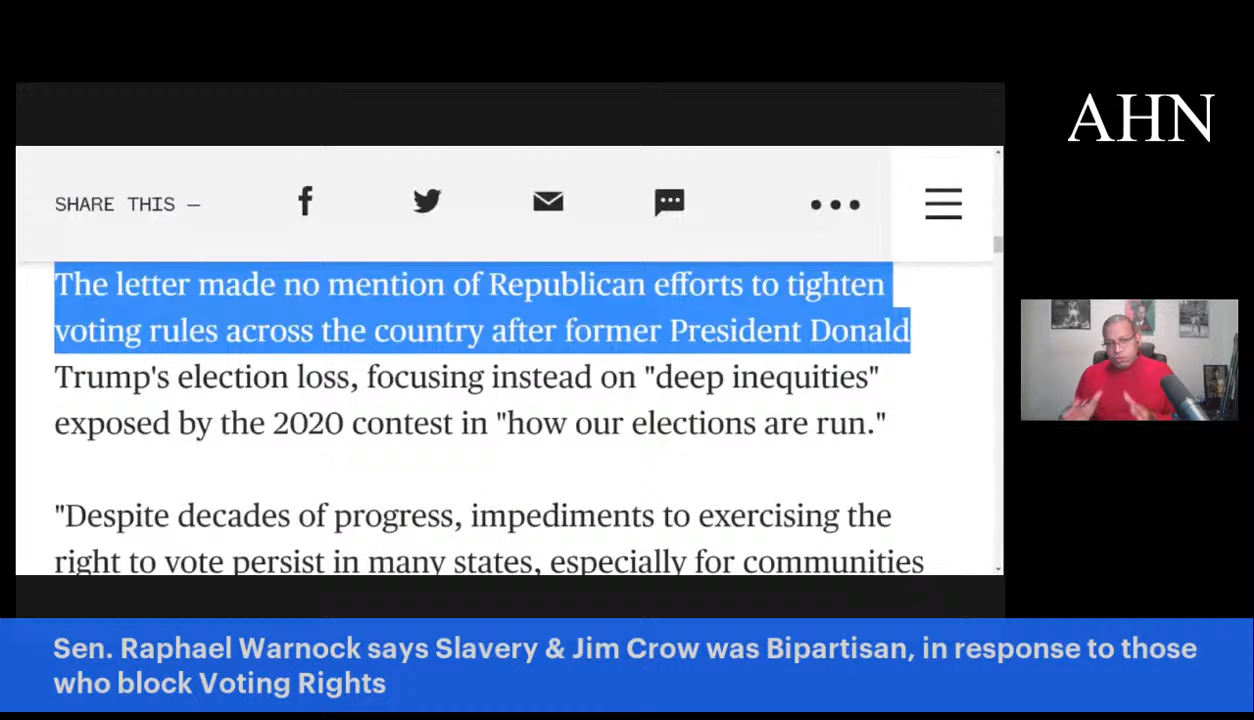 AHN
SHARE THIS —
The letter made no mention of Republican efforts to tighten
voting rules across the country after former President Donald
Trump's election loss, focusing instead on "deep inequities"
exposed by the 2020 contest in "how our elections are run."
"Despite decades of progress, impediments to exercising the
right to vote persist in many states, especially for communities
Sen. Raphael Warnock says Slavery & Jim Crow was Bipartisan, in response to those
who block Voting Rights